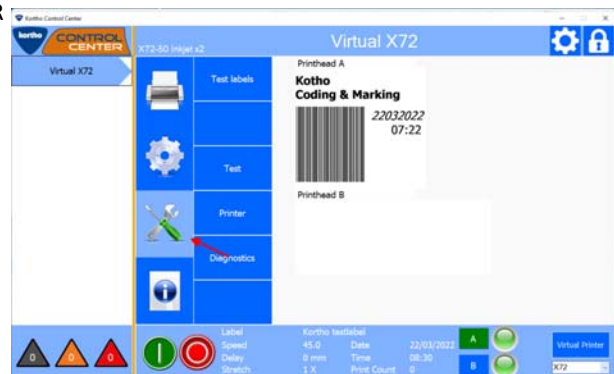 R
Kortho Control Center
kortho CONTROL CENTER
X72-50 Inkjet x2
Virtual X72
Virtual X72
Test labels
Test
Printer
Diagnostics
Printhead A
Kotho
Coding & Marking
22032022
07:22
Printhead B
Label Kortho testlabel
Speed 45.0 Date 22/03/2022
Delay 0 mm Time 08:30
Stretch 1 X Print Count 0
0 0 0
A
B
Virtual Printer
X72